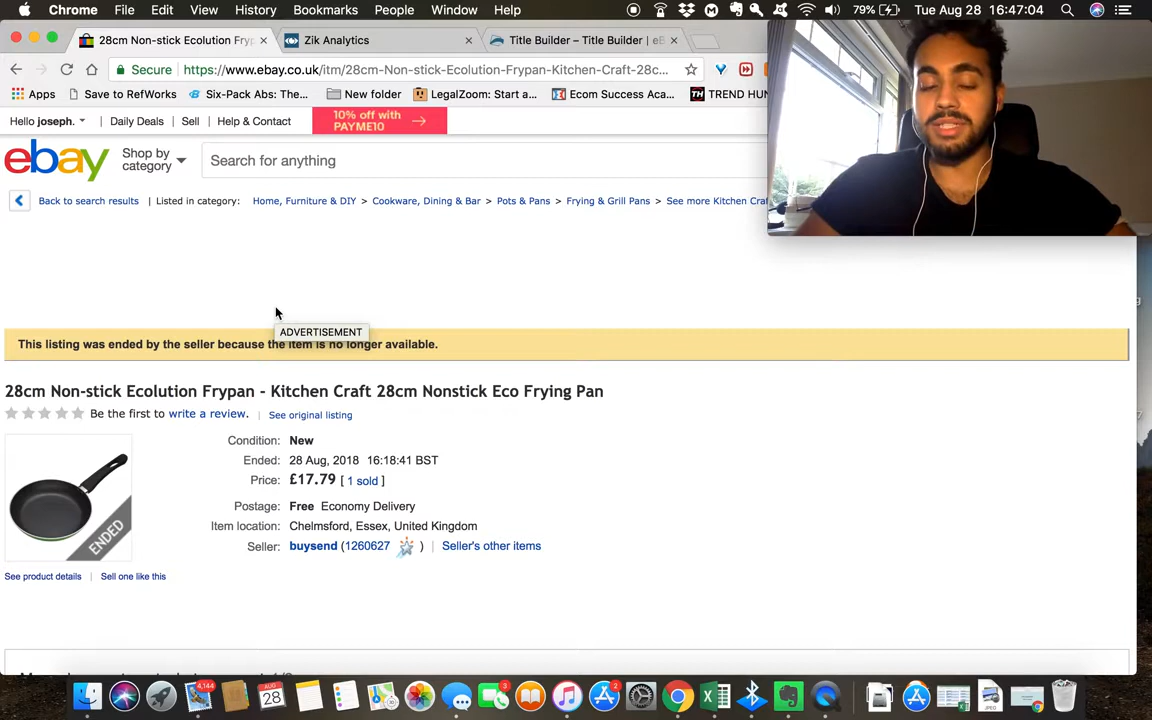 Chrome File Edit View History Bookmarks People Window Help 79% Tue Aug 28 16:47:04
28cm Non-stick Ecolution Fryp × Zik Analytics × Title Builder – Title Builder | eB ×
Secure https://www.ebay.co.uk/itm/28cm-Non-stick-Ecolution-Frypan-Kitchen-Craft-28c...
Apps Save to RefWorks Six-Pack Abs: The... New folder LegalZoom: Start a... Ecom Success Aca... TH TREND HUN
Hello joseph. Daily Deals Sell Help & Contact 10% off with
PAYME10
ebay Shop by
category Search for anything
Back to search results | Listed in category: Home, Furniture & DIY > Cookware, Dining & Bar > Pots & Pans > Frying & Grill Pans > See more Kitchen Craf
ADVERTISEMENT
This listing was ended by the seller because the item is no longer available.
28cm Non-stick Ecolution Frypan - Kitchen Craft 28cm Nonstick Eco Frying Pan
Be the first to write a review. | See original listing
Condition: New
Ended: 28 Aug, 2018 16:18:41 BST
Price: £17.79 [ 1 sold ]
Postage: Free Economy Delivery
Item location: Chelmsford, Essex, United Kingdom
Seller: buysend (1260627 ) | Seller's other items
ENDED
See product details | Sell one like this
4,144
AUG
28
3
2
JPEG